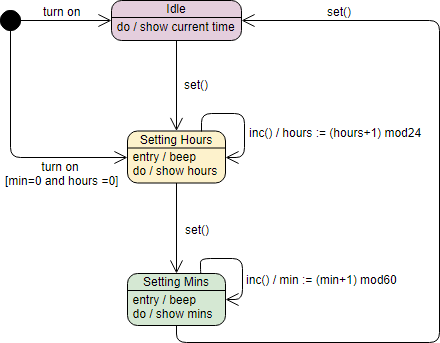 turn on
Idle
do / show current time
set()
set()
Setting Hours
entry / beep
do / show hours
inc() / hours := (hours+1) mod24
turn on
[min=0 and hours =0]
set()
Setting Mins
entry / beep
do / show mins
inc() / min := (min+1) mod60